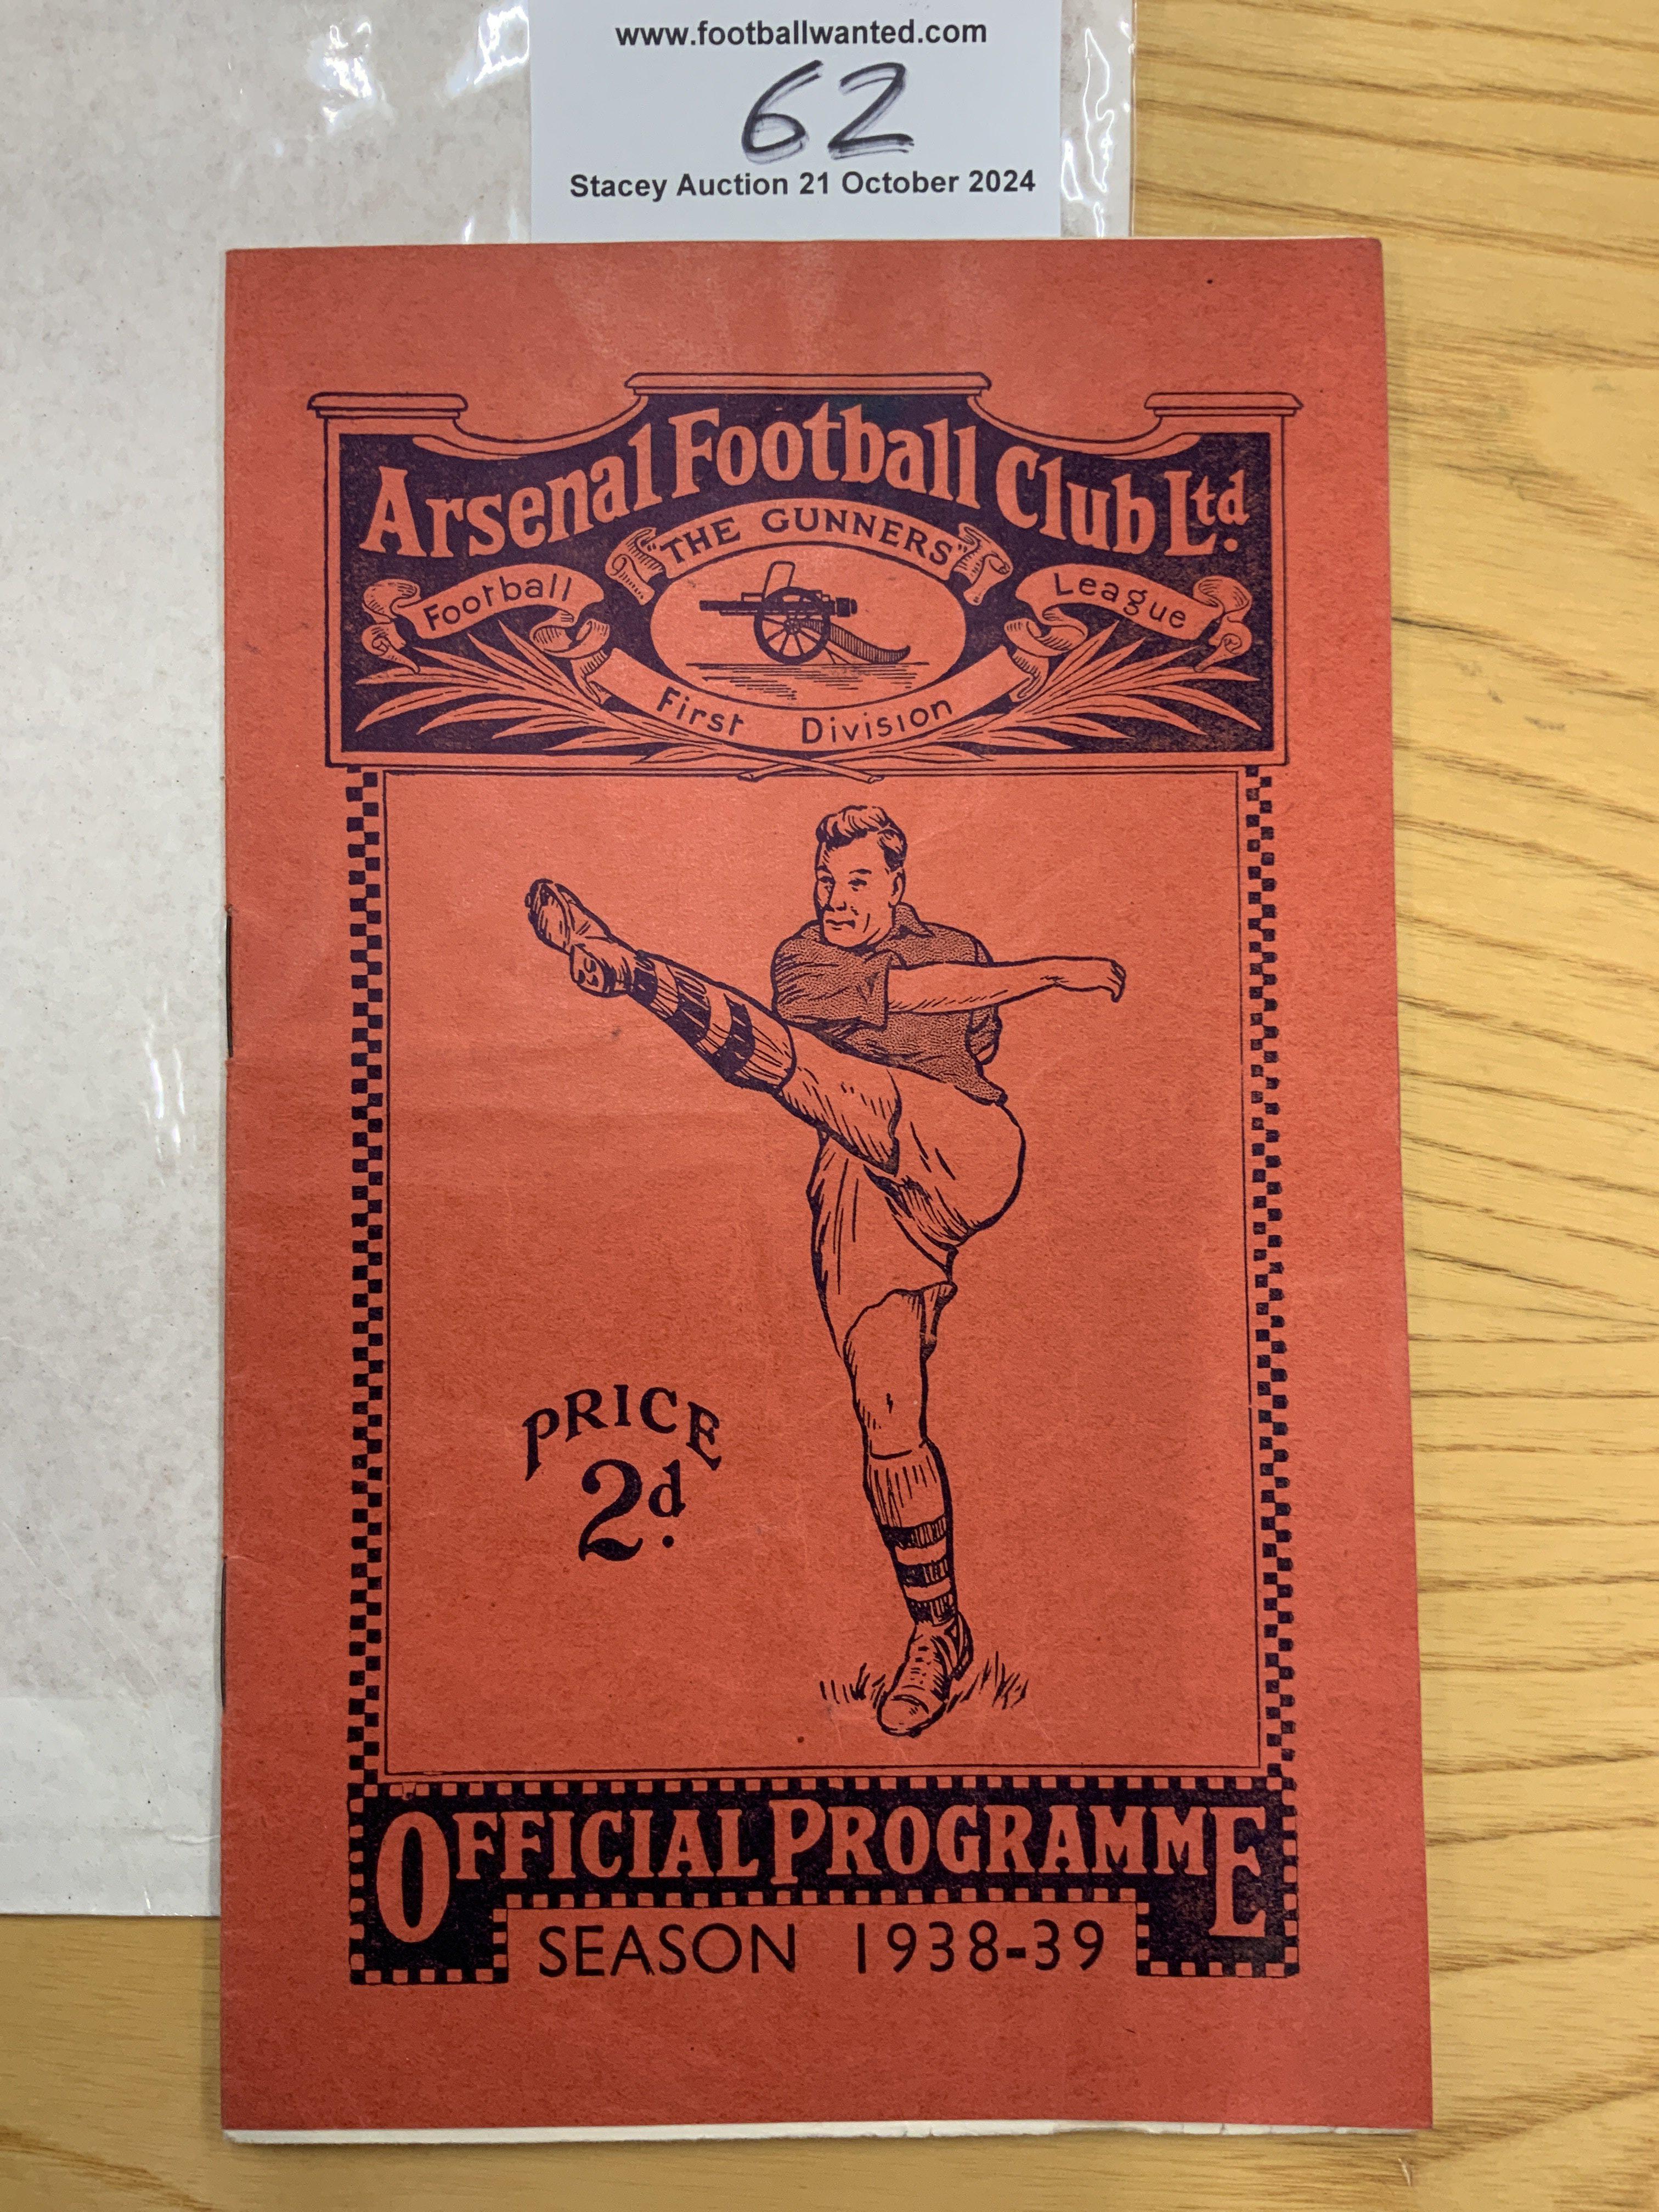 www.footballwanted.com
62
Stacey Auction 21 October 2024
Arsenal Football Club Ltd.
"THE GUNNERS"
Football League
First Division
PRICE
2d.
OFFICIAL PROGRAMME
SEASON 1938-39